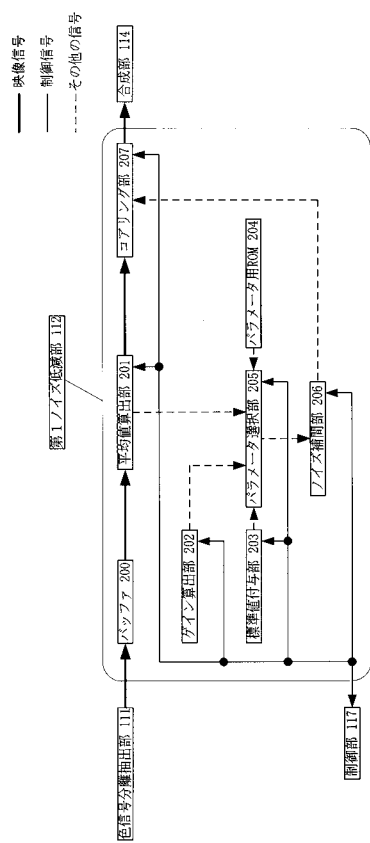 映像信号
制御信号
その他の信号
第1ノイズ低減部 112
色信号分離抽出部 111
バッファ 200
平均値算出部 201
コアリング部 207
合成部 114
ゲイン算出部 202
標準値付与部 203
パラメータ選択部 205
パラメータ用ROM 204
ノイズ補間部 206
制御部 117